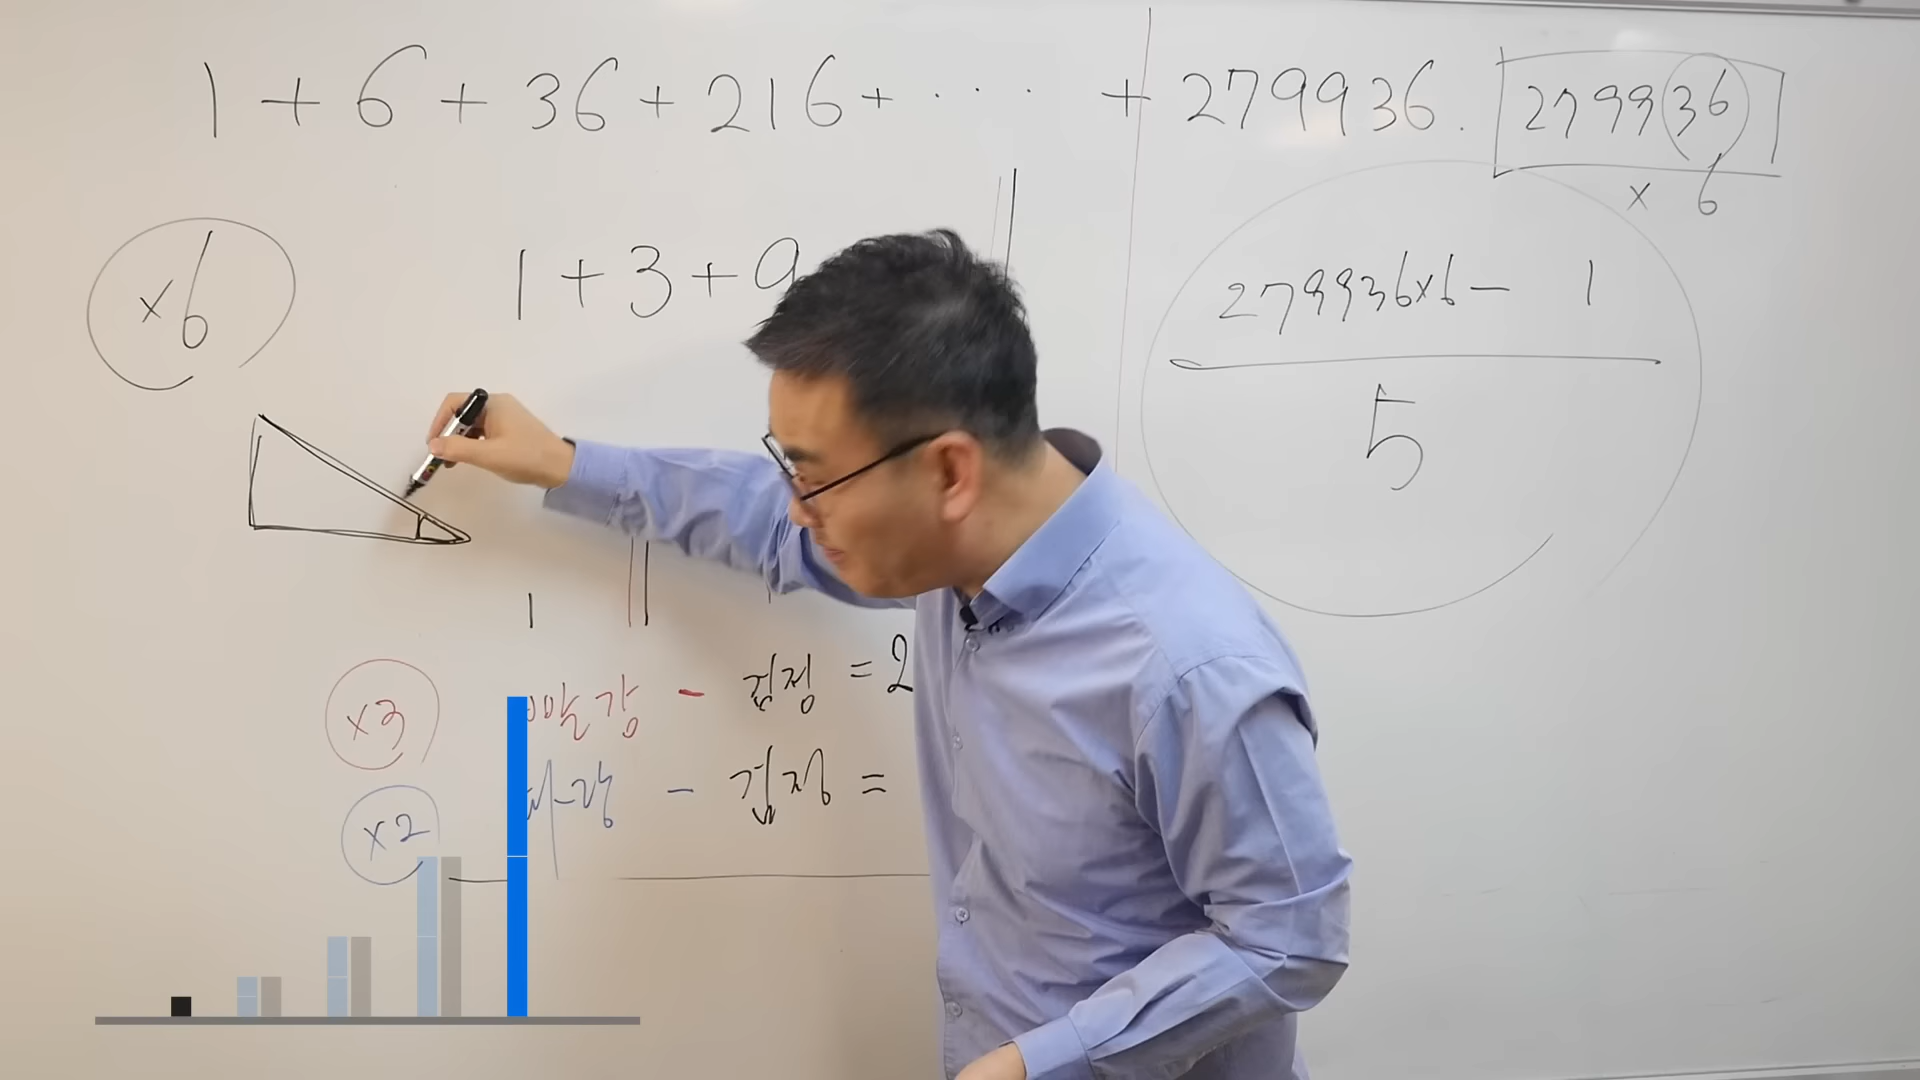 1 + 6 + 36 + 216 + ···· + 279936.
279936
× 6
×6
1 + 3 + 9
279936×6 - 1
5
1
×3 빨강 - 검정 = 2
×2 파랑 - 검정 =